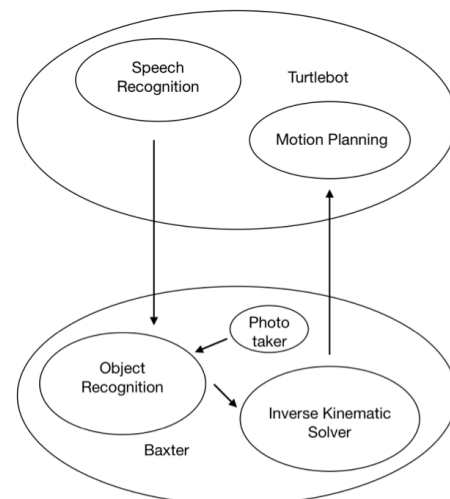 Speech
Recognition
Turtlebot
Motion Planning
Photo
taker
Object
Recognition
Inverse Kinematic
Solver
Baxter